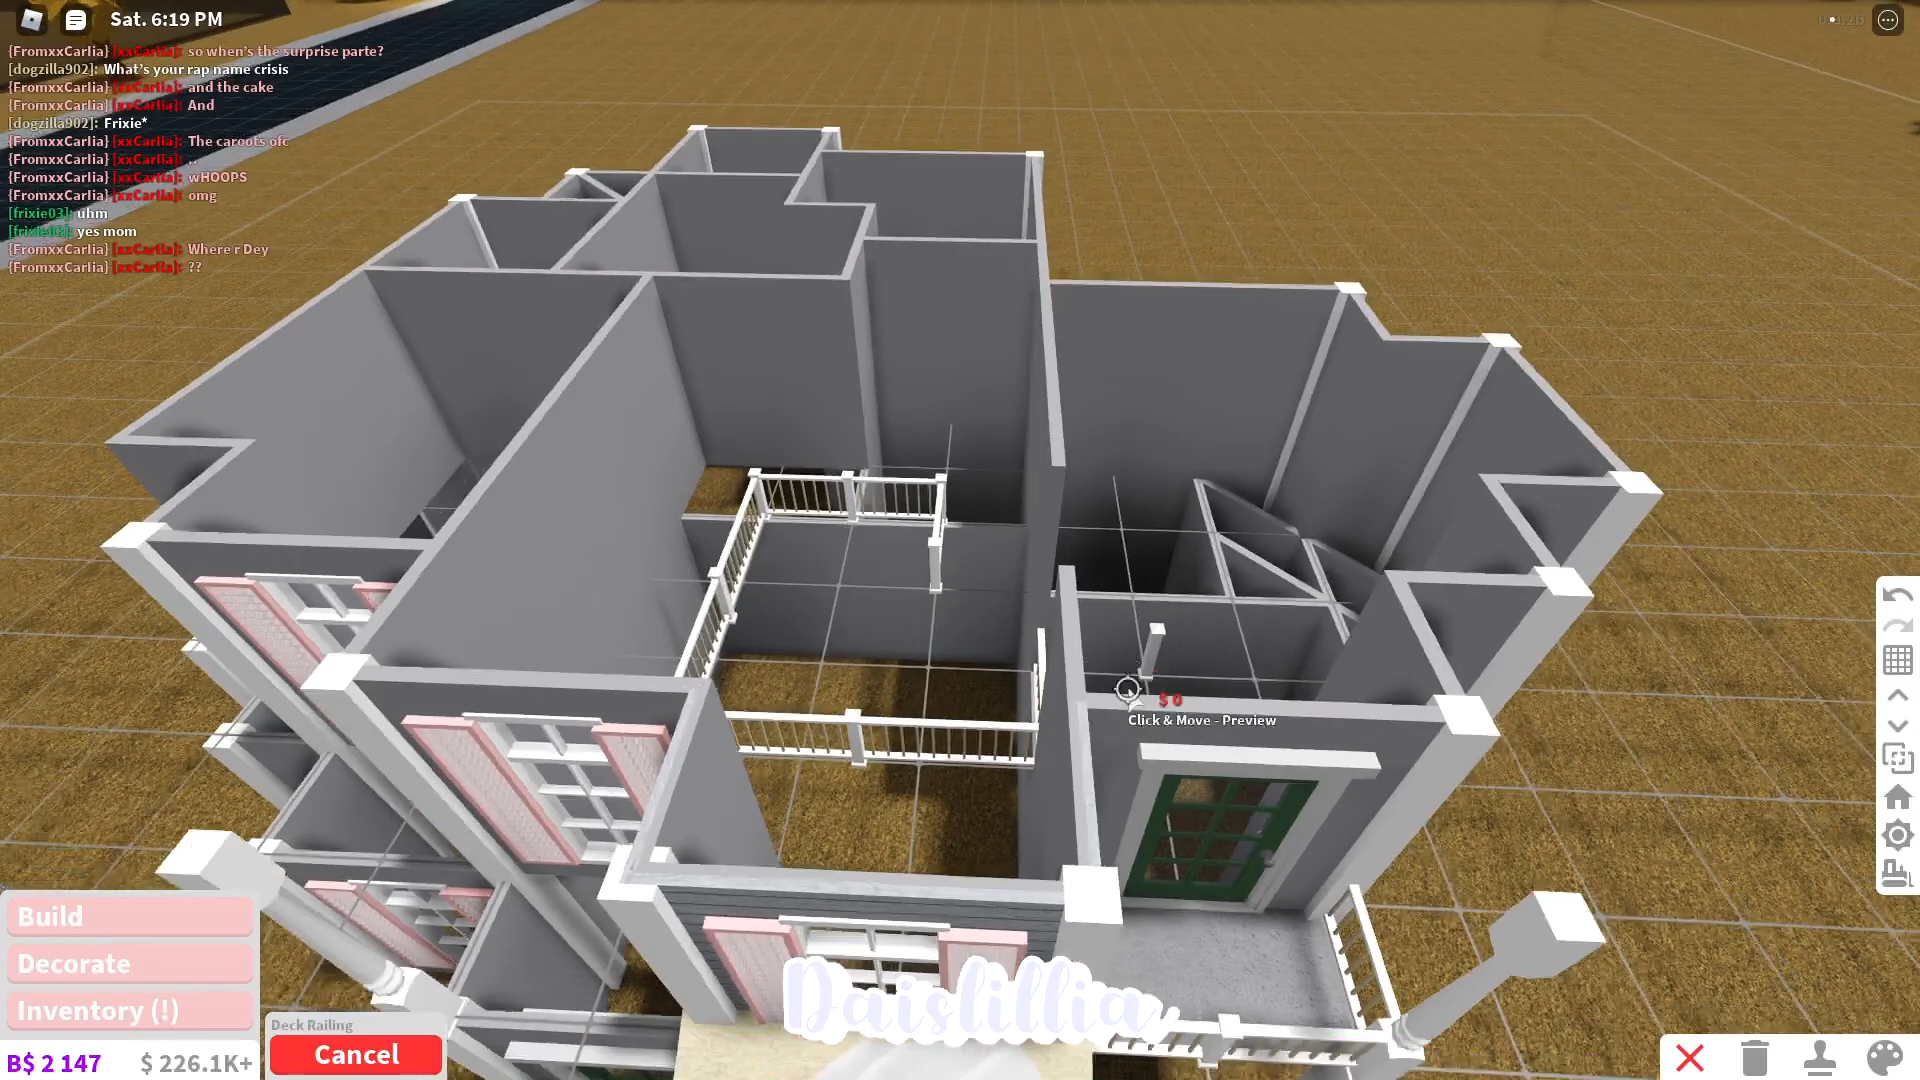 Sat. 6:19 PM
{FromxxCarlia} [xxCarlia]: so when's the surprise parte?
[dogzilla902]: What's your rap name crisis
{FromxxCarlia} [xxCarlia]: and the cake
{FromxxCarlia} [xxCarlia]: And
[dogzilla902]: Frixie*
{FromxxCarlia} [xxCarlia]: The caroots ofc
{FromxxCarlia} [xxCarlia]: ..
{FromxxCarlia} [xxCarlia]: wHOOPS
{FromxxCarlia} [xxCarlia]: omg
[frixie03]: uhm
[frixie03]: yes mom
{FromxxCarlia} [xxCarlia]: Where r Dey
{FromxxCarlia} [xxCarlia]: ??
$ 0
Click & Move - Preview
Build
Decorate
Inventory (!)
Deck Railing
Cancel
B$ 2 147
$ 226.1K+
Daislillia